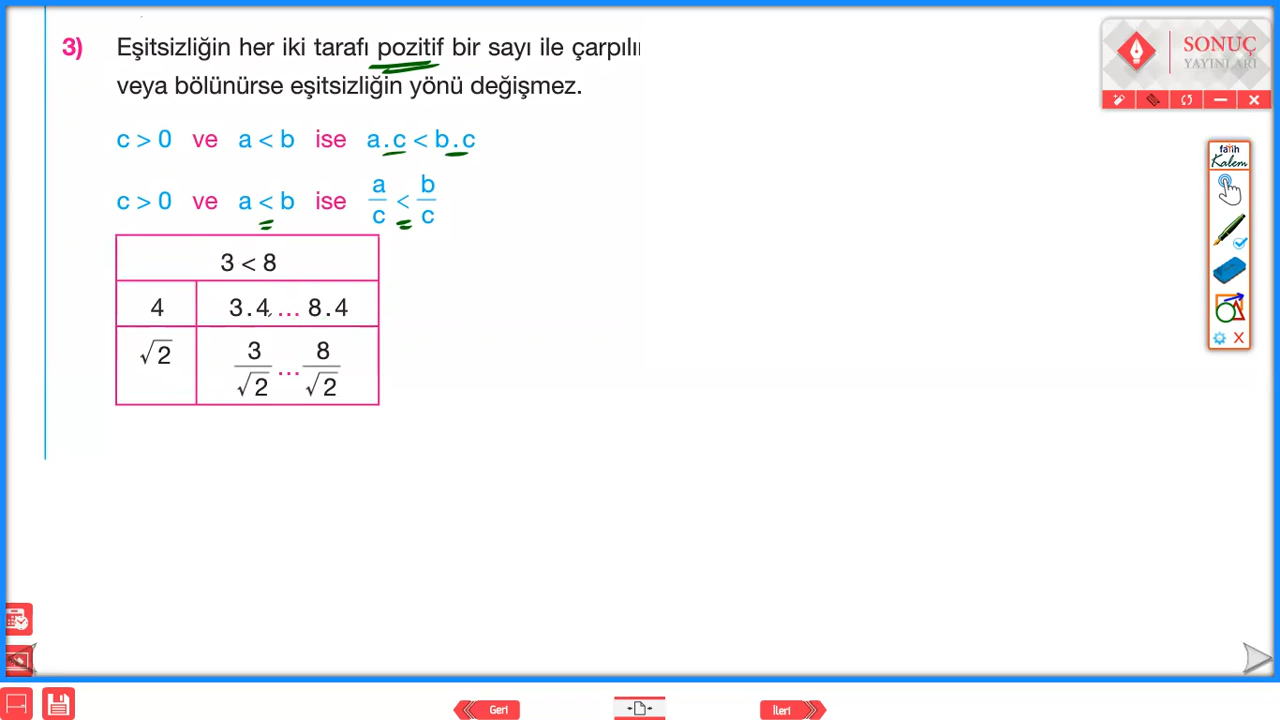 3) Eşitsizliğin her iki tarafı pozitif bir sayı ile çarpılı
veya bölünürse eşitsizliğin yönü değişmez.
c > 0 ve a < b ise a.c < b.c
c > 0 ve a < b ise a/c < b/c
3 < 8
4 3.4 ... 8.4
√2 3/√2 ... 8/√2
SONUÇ
YAYINLARI
fatih
Kalem
Geri
İleri